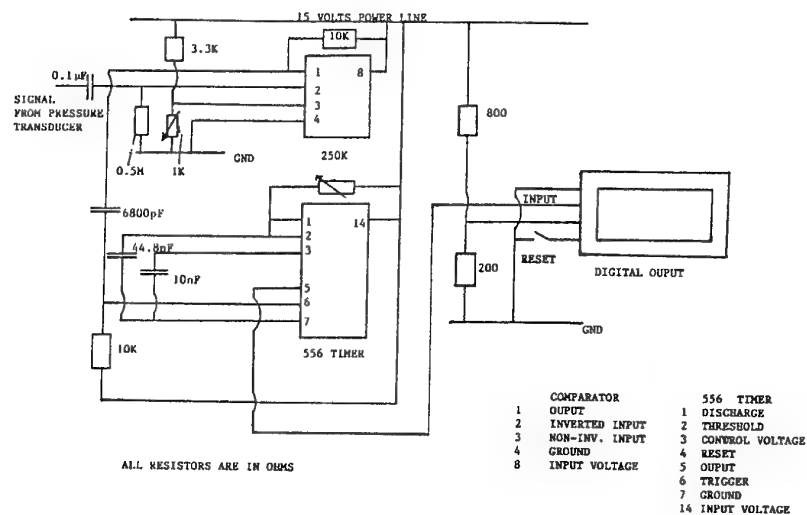 15 VOLTS POWER LINE
10K
3.3K
0.1µF
1
8
2
3
4
800
SIGNAL
FROM PRESSURE
TRANSDUCER
0.5M
1K
GND
250K
INPUT
6800pF
1
14
2
3
44.8nF
10nF
RESET
200
DIGITAL OUPUT
5
6
7
GND
10K
556 TIMER
COMPARATOR
1 OUPUT
2 INVERTED INPUT
3 NON-INV. INPUT
4 GROUND
8 INPUT VOLTAGE
556 TIMER
1 DISCHARGE
2 THRESHOLD
3 CONTROL VOLTAGE
4 RESET
5 OUPUT
6 TRIGGER
7 GROUND
14 INPUT VOLTAGE
ALL RESISTORS ARE IN OHMS